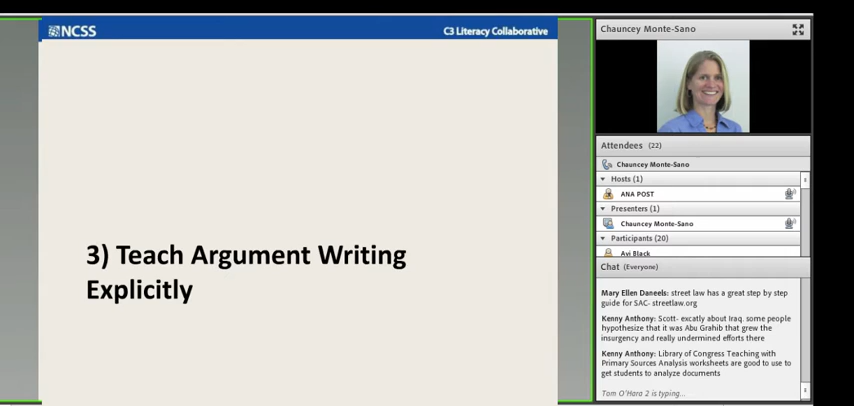 NCSS
C3 Literacy Collaborative
3) Teach Argument Writing
Explicitly
Chauncey Monte-Sano
Attendees (22)
Chauncey Monte-Sano
Hosts (1)
ANA POST
Presenters (1)
Chauncey Monte-Sano
Participants (20)
Avi Black
Chat (Everyone)
Mary Ellen Daneels: street law has a great step by step
guide for SAC- streetlaw.org
Kenny Anthony: Scott- excatly about Iraq. some people
hypothesize that it was Abu Grahib that grew the
insurgency and really undermined efforts there
Kenny Anthony: Library of Congress Teaching with
Primary Sources Analysis worksheets are good to use to
get students to analyze documents
Tom O'Hara 2 is typing...